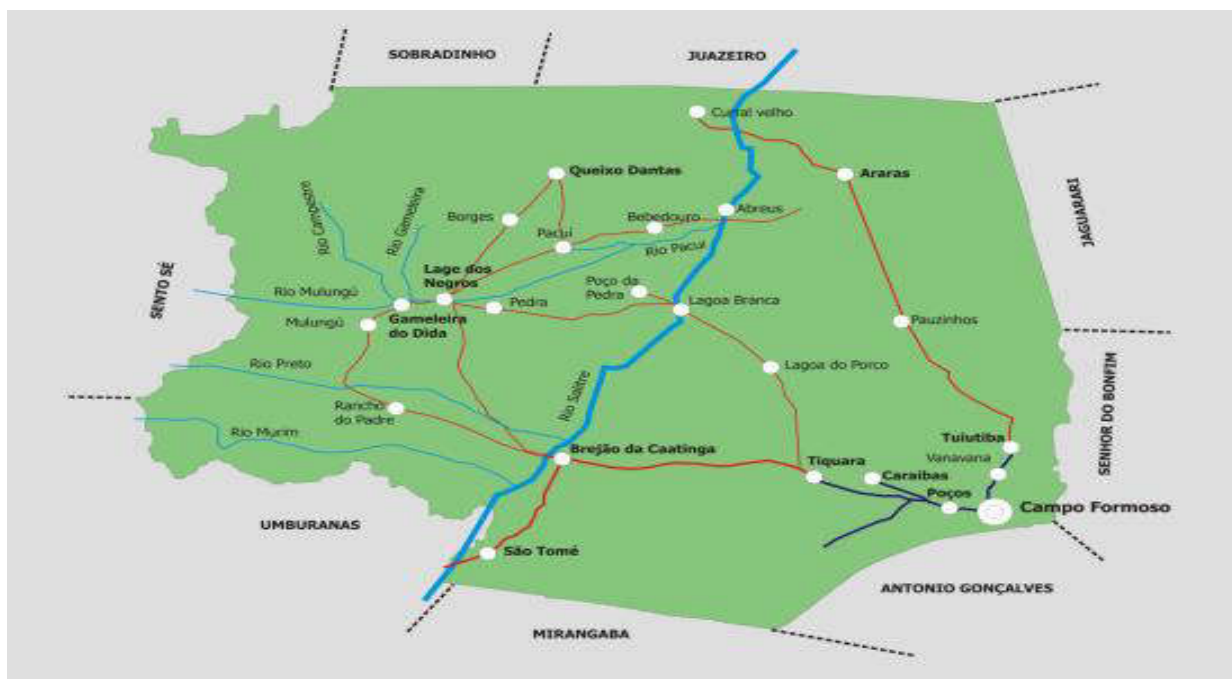 SOBRADINHO
JUAZEIRO
Curral velho
Queixo Dantas
Araras
Rio Campestre
Rio Gameleira
Borges
Bebedouro
Abreus
Pacuí
Rio Pacuí
JAGUARARI
SENTO SÉ
Lage dos
Negros
Rio Mulungú
Poço da
Pedra
Pedra
Lagoa Branca
Mulungú
Gameleira
do Dida
Pauzinhos
Rio Preto
Lagoa do Porco
Rio Salitre
Rancho
do Padre
Rio Murim
SENHOR DO BONFIM
Brejão da Caatinga
Tuiutiba
Vanavana
Tiquara
Caraibas
Poços
Campo Formoso
UMBURANAS
São Tomé
ANTONIO GONÇALVES
MIRANGABA